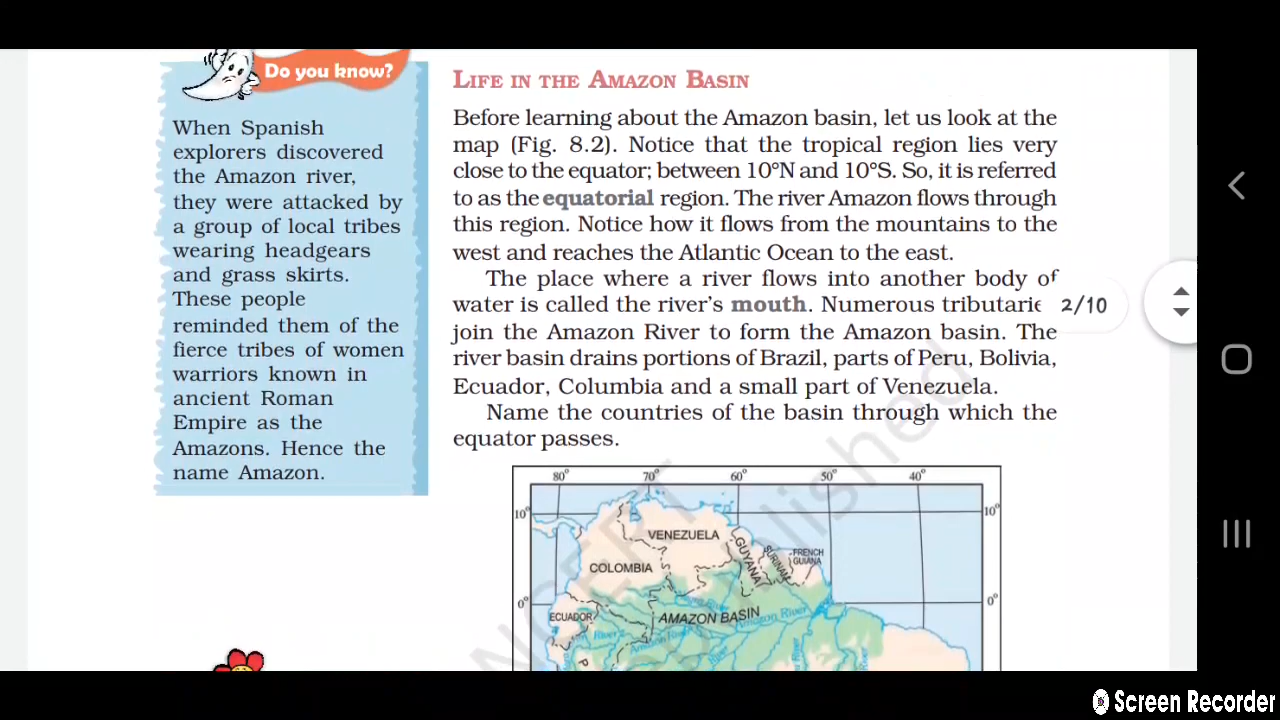 Do you know?
When Spanish
explorers discovered
the Amazon river,
they were attacked by
a group of local tribes
wearing headgears
and grass skirts.
These people
reminded them of the
fierce tribes of women
warriors known in
ancient Roman
Empire as the
Amazons. Hence the
name Amazon.
LIFE IN THE AMAZON BASIN
Before learning about the Amazon basin, let us look at the
map (Fig. 8.2). Notice that the tropical region lies very
close to the equator; between 10°N and 10°S. So, it is referred
to as the equatorial region. The river Amazon flows through
this region. Notice how it flows from the mountains to the
west and reaches the Atlantic Ocean to the east.
The place where a river flows into another body of
water is called the river's mouth. Numerous tributarie
join the Amazon River to form the Amazon basin. The
river basin drains portions of Brazil, parts of Peru, Bolivia,
Ecuador, Columbia and a small part of Venezuela.
Name the countries of the basin through which the
equator passes.
2/10
80° 70° 60° 50° 40°
10° 10°
VENEZUELA
GUYANA
SURINAM
FRENCH
GUIANA
COLOMBIA
0° 0°
ECUADOR
AMAZON BASIN
Amazon River
River
Amazon River
River
River
P
NCERT
blished
Screen Recorder